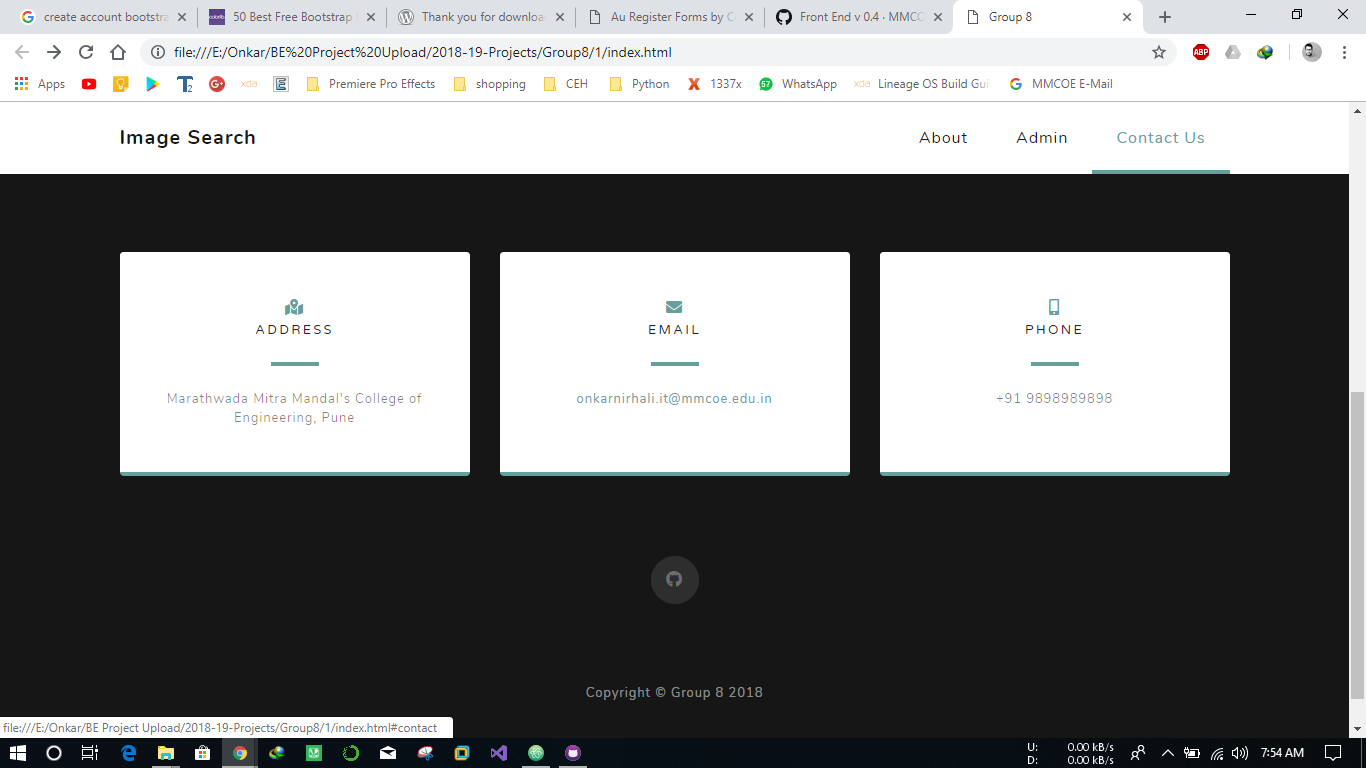 create account bootstra
50 Best Free Bootstrap
Thank you for downloa
Au Register Forms by C
Front End v 0.4 · MMCO
Group 8
file:///E:/Onkar/BE%20Project%20Upload/2018-19-Projects/Group8/1/index.html
ABP
Apps
Premiere Pro Effects
shopping
CEH
Python
1337x
WhatsApp
Lineage OS Build Gui
MMCOE E-Mail
Image Search
About
Admin
Contact Us
ADDRESS
EMAIL
PHONE
Marathwada Mitra Mandal's College of
Engineering, Pune
onkarnirhali.it@mmcoe.edu.in
+91 9898989898
Copyright © Group 8 2018
file:///E:/Onkar/BE Project Upload/2018-19-Projects/Group8/1/index.html#contact
U: 0.00 kB/s
D: 0.00 kB/s
7:54 AM